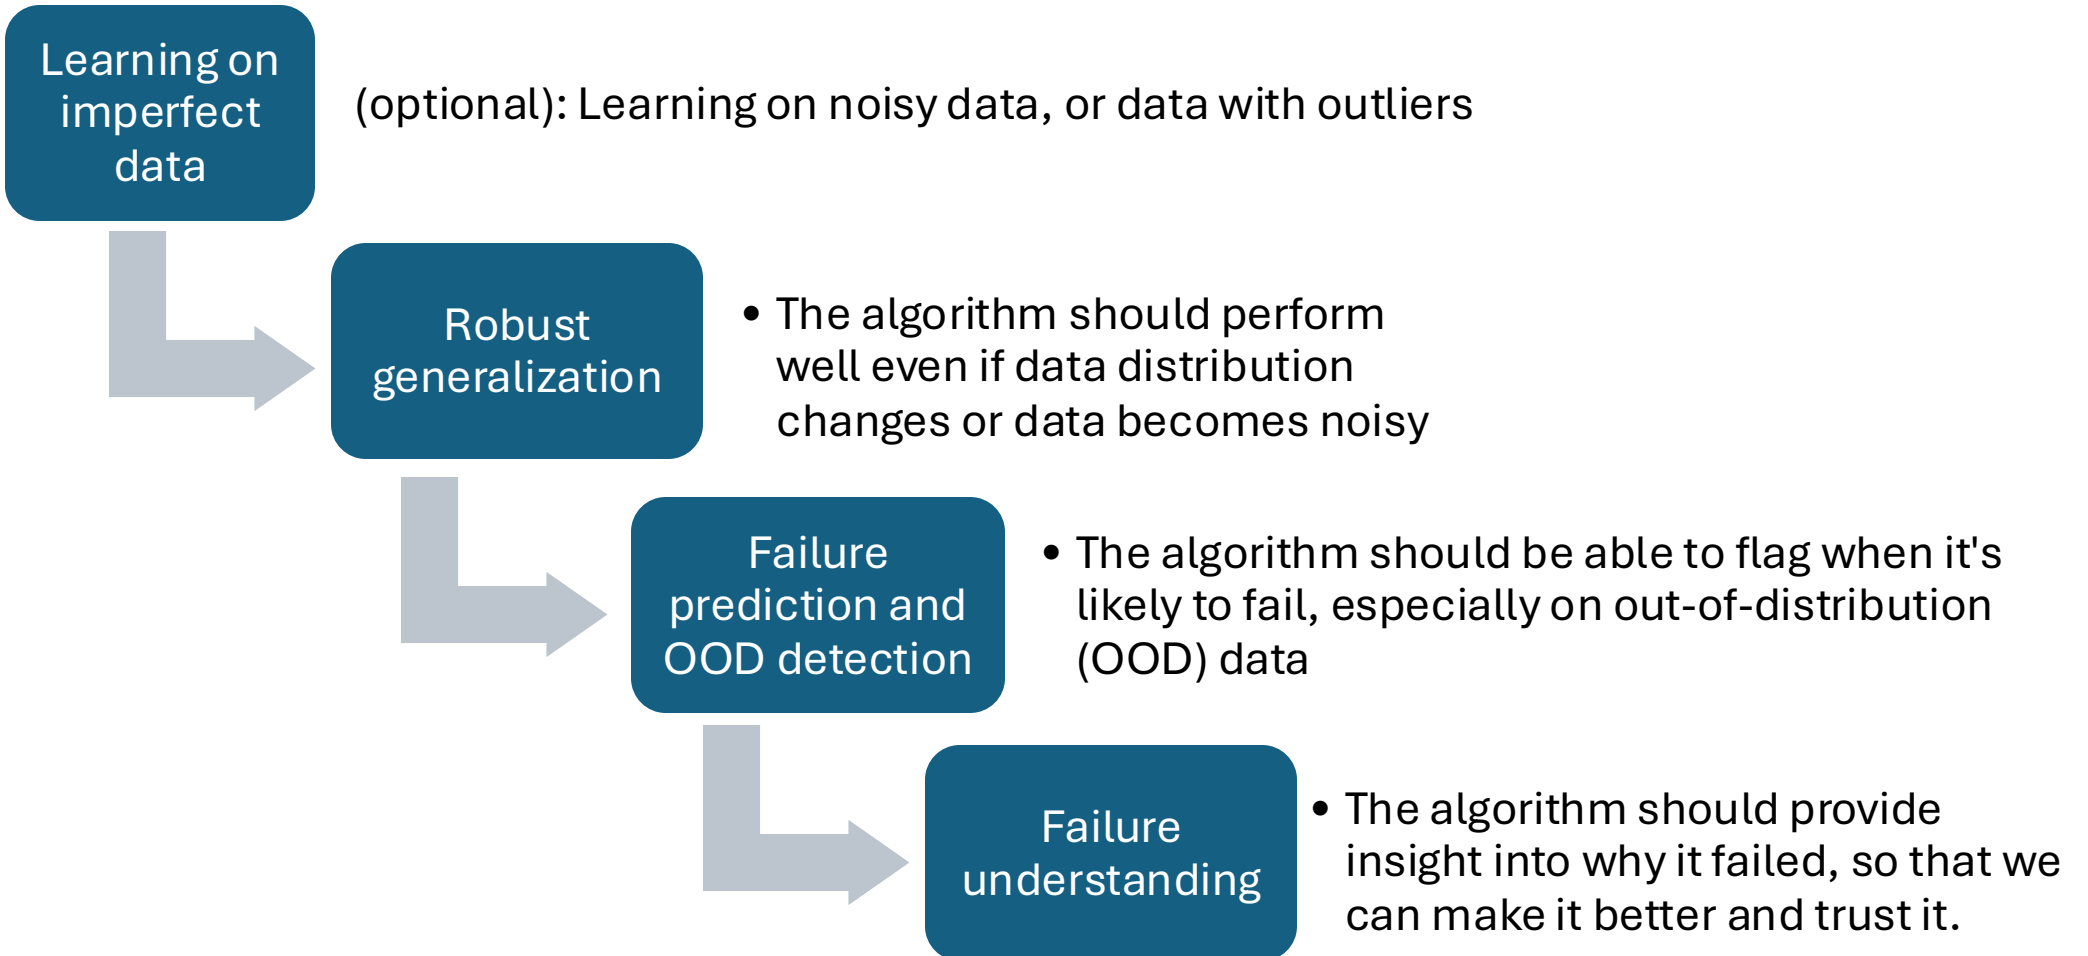 Learning on
imperfect
data
(optional): Learning on noisy data, or data with outliers
Robust
generalization
• The algorithm should perform
well even if data distribution
changes or data becomes noisy
Failure
prediction and
OOD detection
• The algorithm should be able to flag when it's
likely to fail, especially on out-of-distribution
(OOD) data
Failure
understanding
• The algorithm should provide
insight into why it failed, so that we
can make it better and trust it.